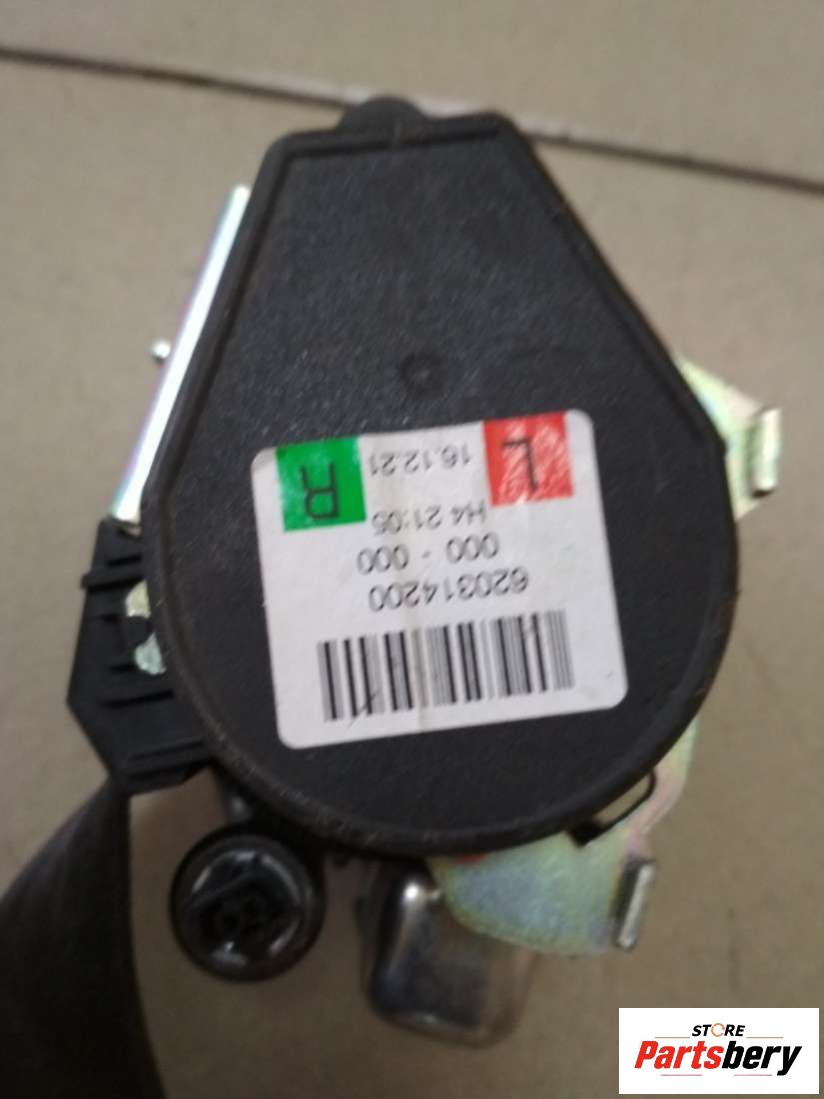 620314200
000 - 000
H4 21:05
L 16.12.21 R
STORE
Partsbery